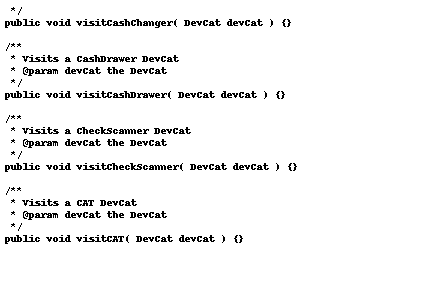 */
public void visitCashChanger( DevCat devCat ) {}

/**
 * Visits a CashDrawer DevCat
 * @param devCat the DevCat
 */
public void visitCashDrawer( DevCat devCat ) {}

/**
 * Visits a CheckScanner DevCat
 * @param devCat the DevCat
 */
public void visitCheckScanner( DevCat devCat ) {}

/**
 * Visits a CAT DevCat
 * @param devCat the DevCat
 */
public void visitCAT( DevCat devCat ) {}